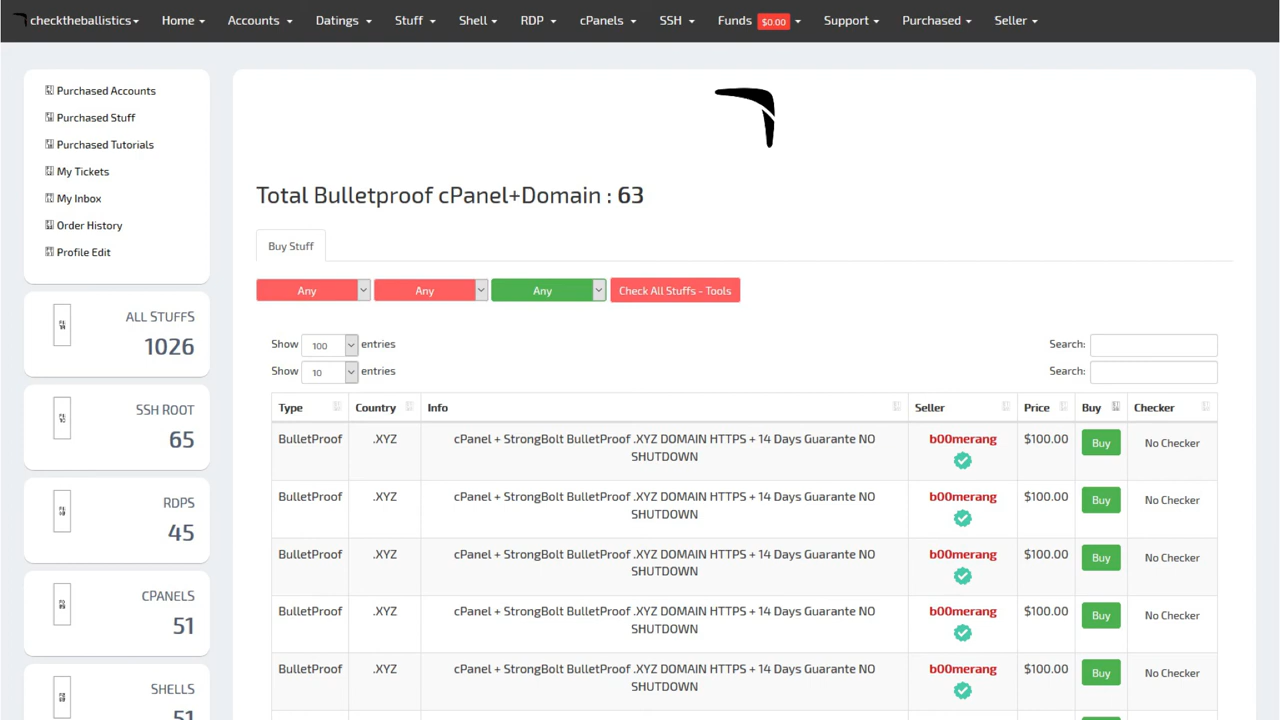 checktheballistics Home Accounts Datings Stuff Shell RDP cPanels SSH Funds $0.00 Support Purchased Seller
Purchased Accounts
Purchased Stuff
Purchased Tutorials
My Tickets
My Inbox
Order History
Profile Edit
ALL STUFFS
1026
SSH ROOT
65
RDPS
45
CPANELS
51
SHELLS
51
Total Bulletproof cPanel+Domain : 63
Buy Stuff
Any Any Any Check All Stuffs - Tools
Show 100 entries Search:
Show 10 entries Search:
Type Country Info Seller Price Buy Checker
BulletProof .XYZ cPanel + StrongBolt BulletProof .XYZ DOMAIN HTTPS + 14 Days Guarante NO b00merang $100.00 Buy No Checker
SHUTDOWN
BulletProof .XYZ cPanel + StrongBolt BulletProof .XYZ DOMAIN HTTPS + 14 Days Guarante NO b00merang $100.00 Buy No Checker
SHUTDOWN
BulletProof .XYZ cPanel + StrongBolt BulletProof .XYZ DOMAIN HTTPS + 14 Days Guarante NO b00merang $100.00 Buy No Checker
SHUTDOWN
BulletProof .XYZ cPanel + StrongBolt BulletProof .XYZ DOMAIN HTTPS + 14 Days Guarante NO b00merang $100.00 Buy No Checker
SHUTDOWN
BulletProof .XYZ cPanel + StrongBolt BulletProof .XYZ DOMAIN HTTPS + 14 Days Guarante NO b00merang $100.00 Buy No Checker
SHUTDOWN